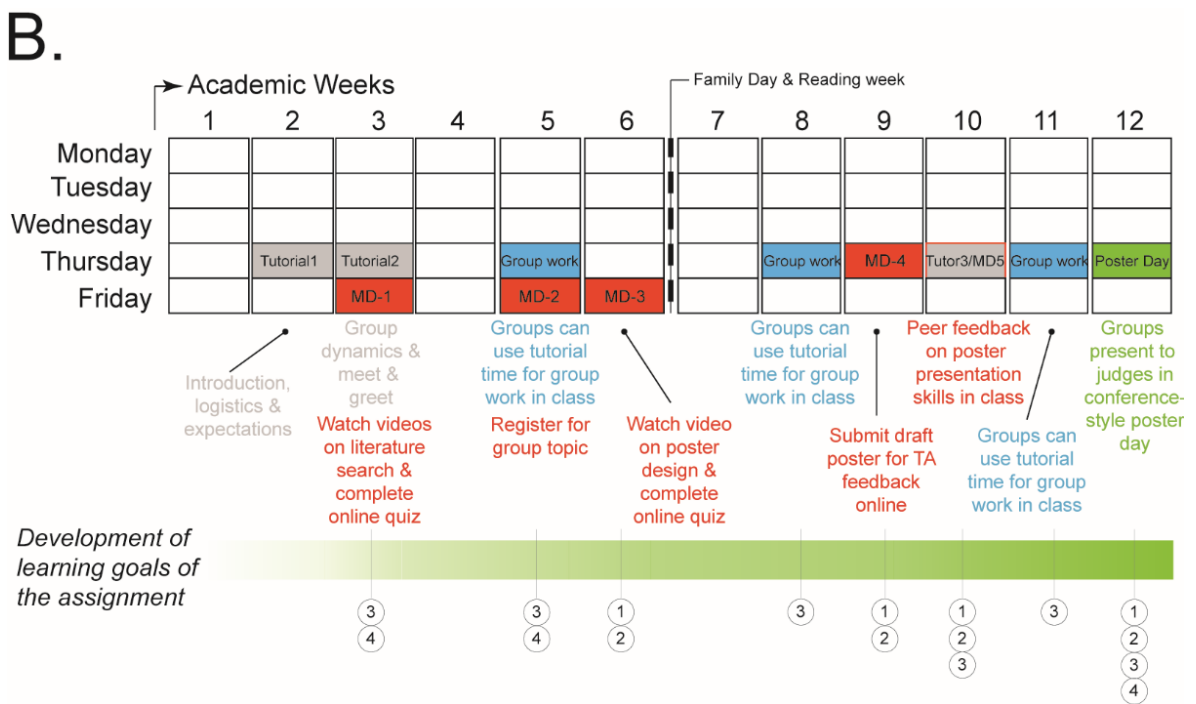 B.
Academic Weeks
Family Day & Reading week
1 2 3 4 5 6 7 8 9 10 11 12
Monday
Tuesday
Wednesday
Thursday Tutorial1 Tutorial2 Group work Group work MD-4 Tutor3/MD5 Group work Poster Day
Friday MD-1 MD-2 MD-3
Introduction,
logistics &
expectations
Group
dynamics &
meet &
greet
Watch videos
on literature
search &
complete
online quiz
Groups can
use tutorial
time for group
work in class
Register for
group topic
Watch video
on poster
design &
complete
online quiz
Groups can
use tutorial
time for group
work in class
Submit draft
poster for TA
feedback
online
Peer feedback
on poster
presentation
skills in class
Groups can
use tutorial
time for group
work in class
Groups
present to
judges in
conference-
style poster
day
Development of
learning goals of
the assignment
3 3 1 3 1 1 3 1
4 4 2 2 2 2
3 3
4